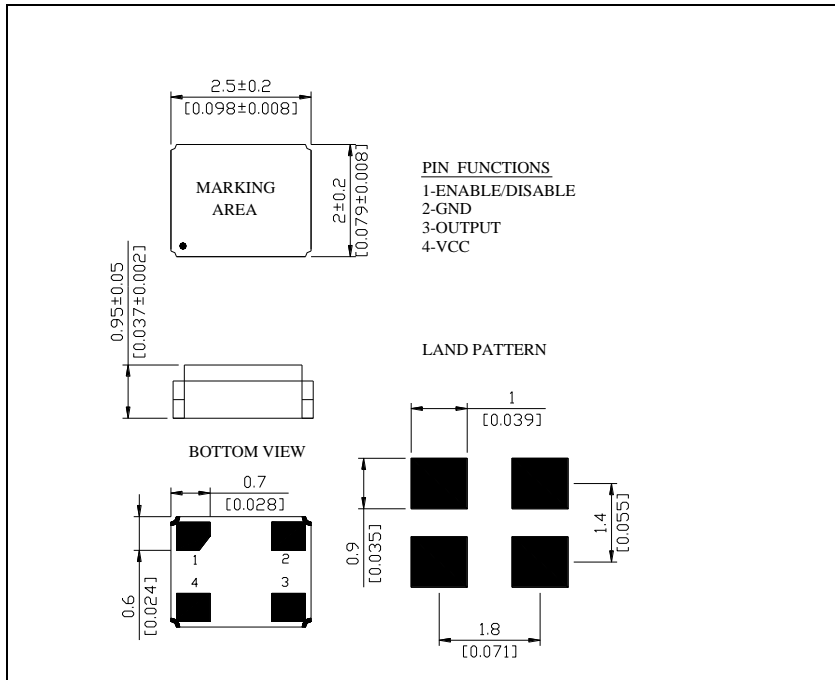 2.5±0.2
[0.098±0.008]
MARKING
AREA
2±0.2
[0.079±0.008]
PIN FUNCTIONS
1-ENABLE/DISABLE
2-GND
3-OUTPUT
4-VCC
0.95±0.05
[0.037±0.002]
LAND PATTERN
1
[0.039]
BOTTOM VIEW
0.7
[0.028]
1
2
4
3
0.6
[0.024]
0.9
[0.035]
1.4
[0.055]
1.8
[0.071]